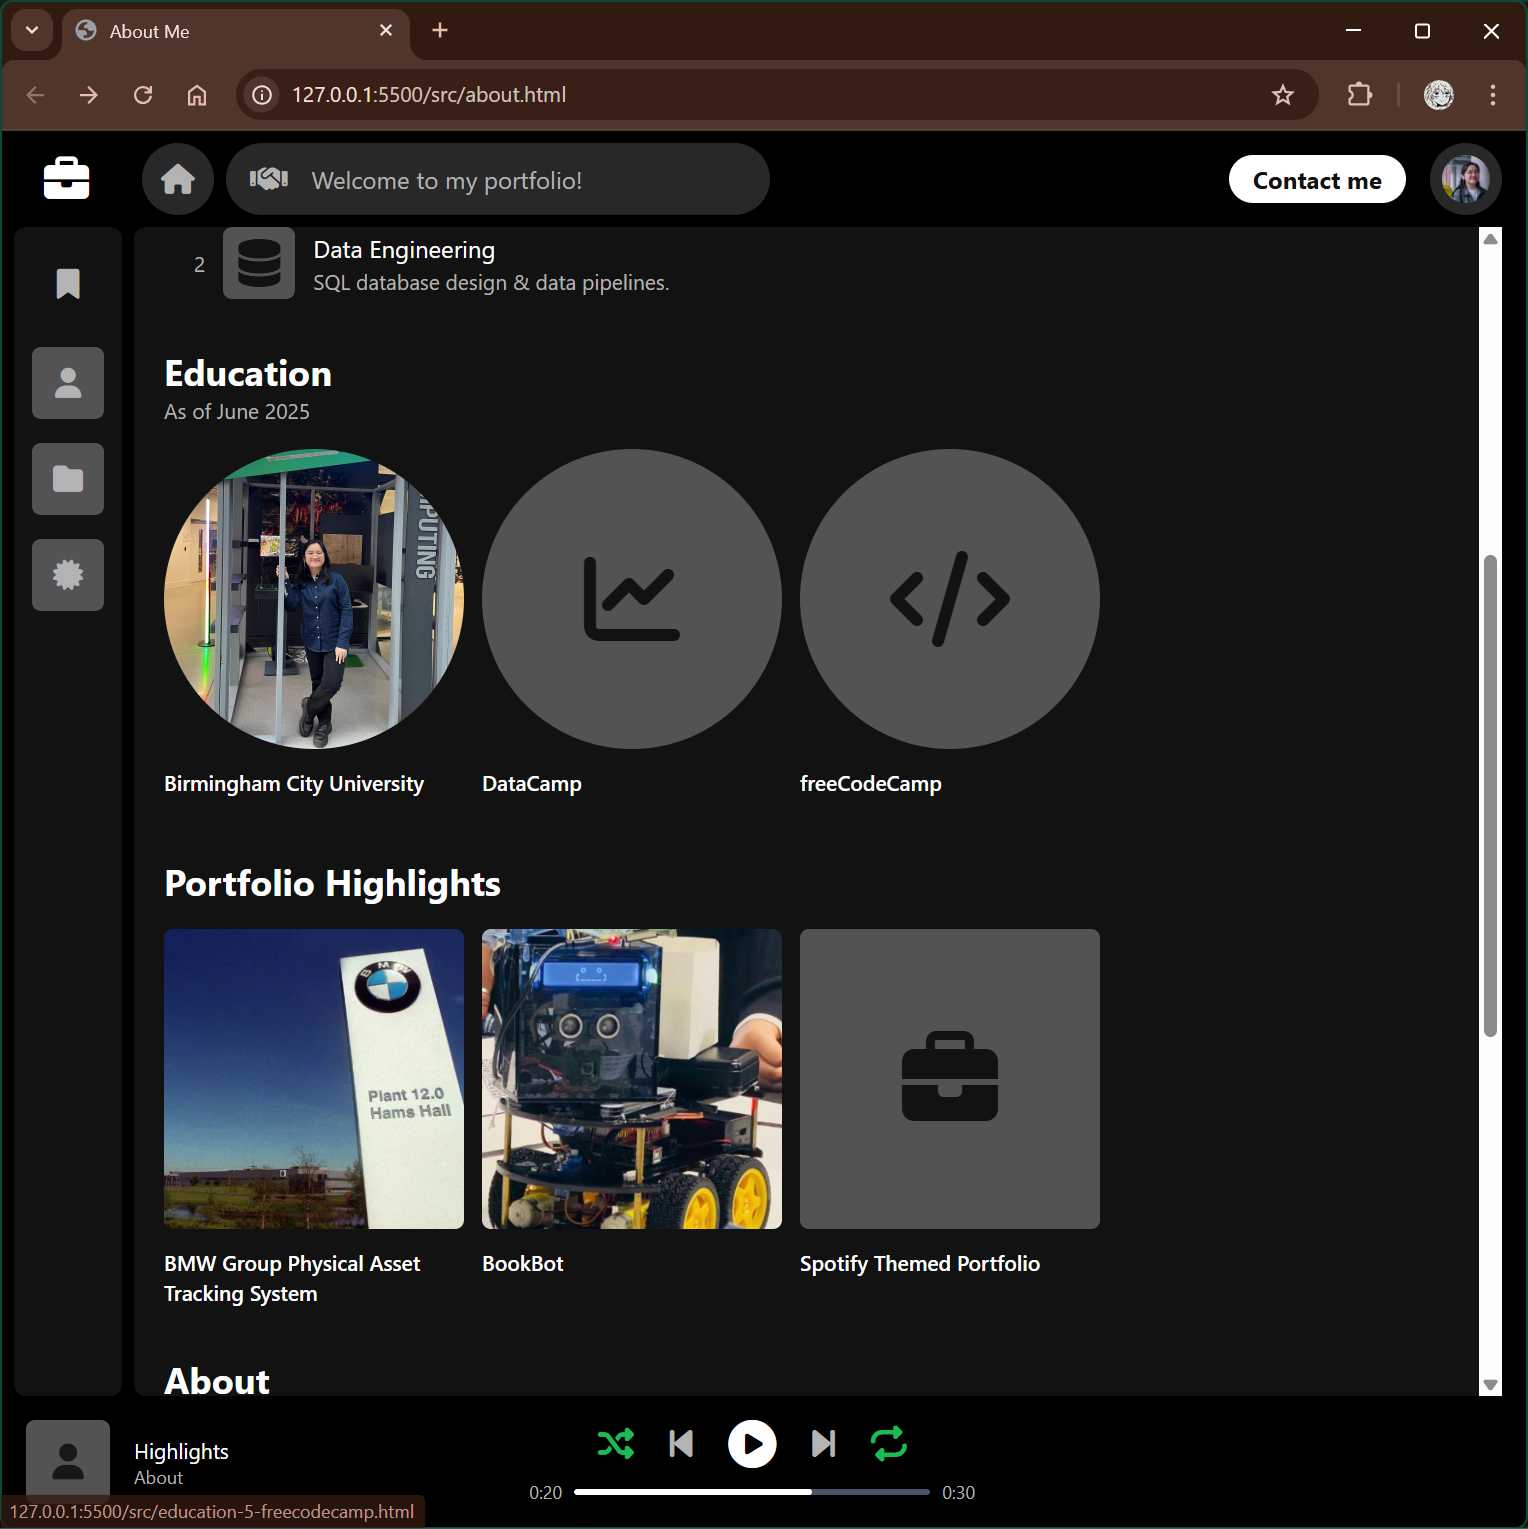 About Me
127.0.0.1:5500/src/about.html
Welcome to my portfolio!
Contact me
2
Data Engineering
SQL database design & data pipelines.
Education
As of June 2025
PUTING
Birmingham City University
DataCamp
freeCodeCamp
Portfolio Highlights
BMW
Plant 12.0
Hams Hall
BMW Group Physical Asset
Tracking System
BookBot
Spotify Themed Portfolio
About
Highlights
About
0:20
0:30
127.0.0.1:5500/src/education-5-freecodecamp.html